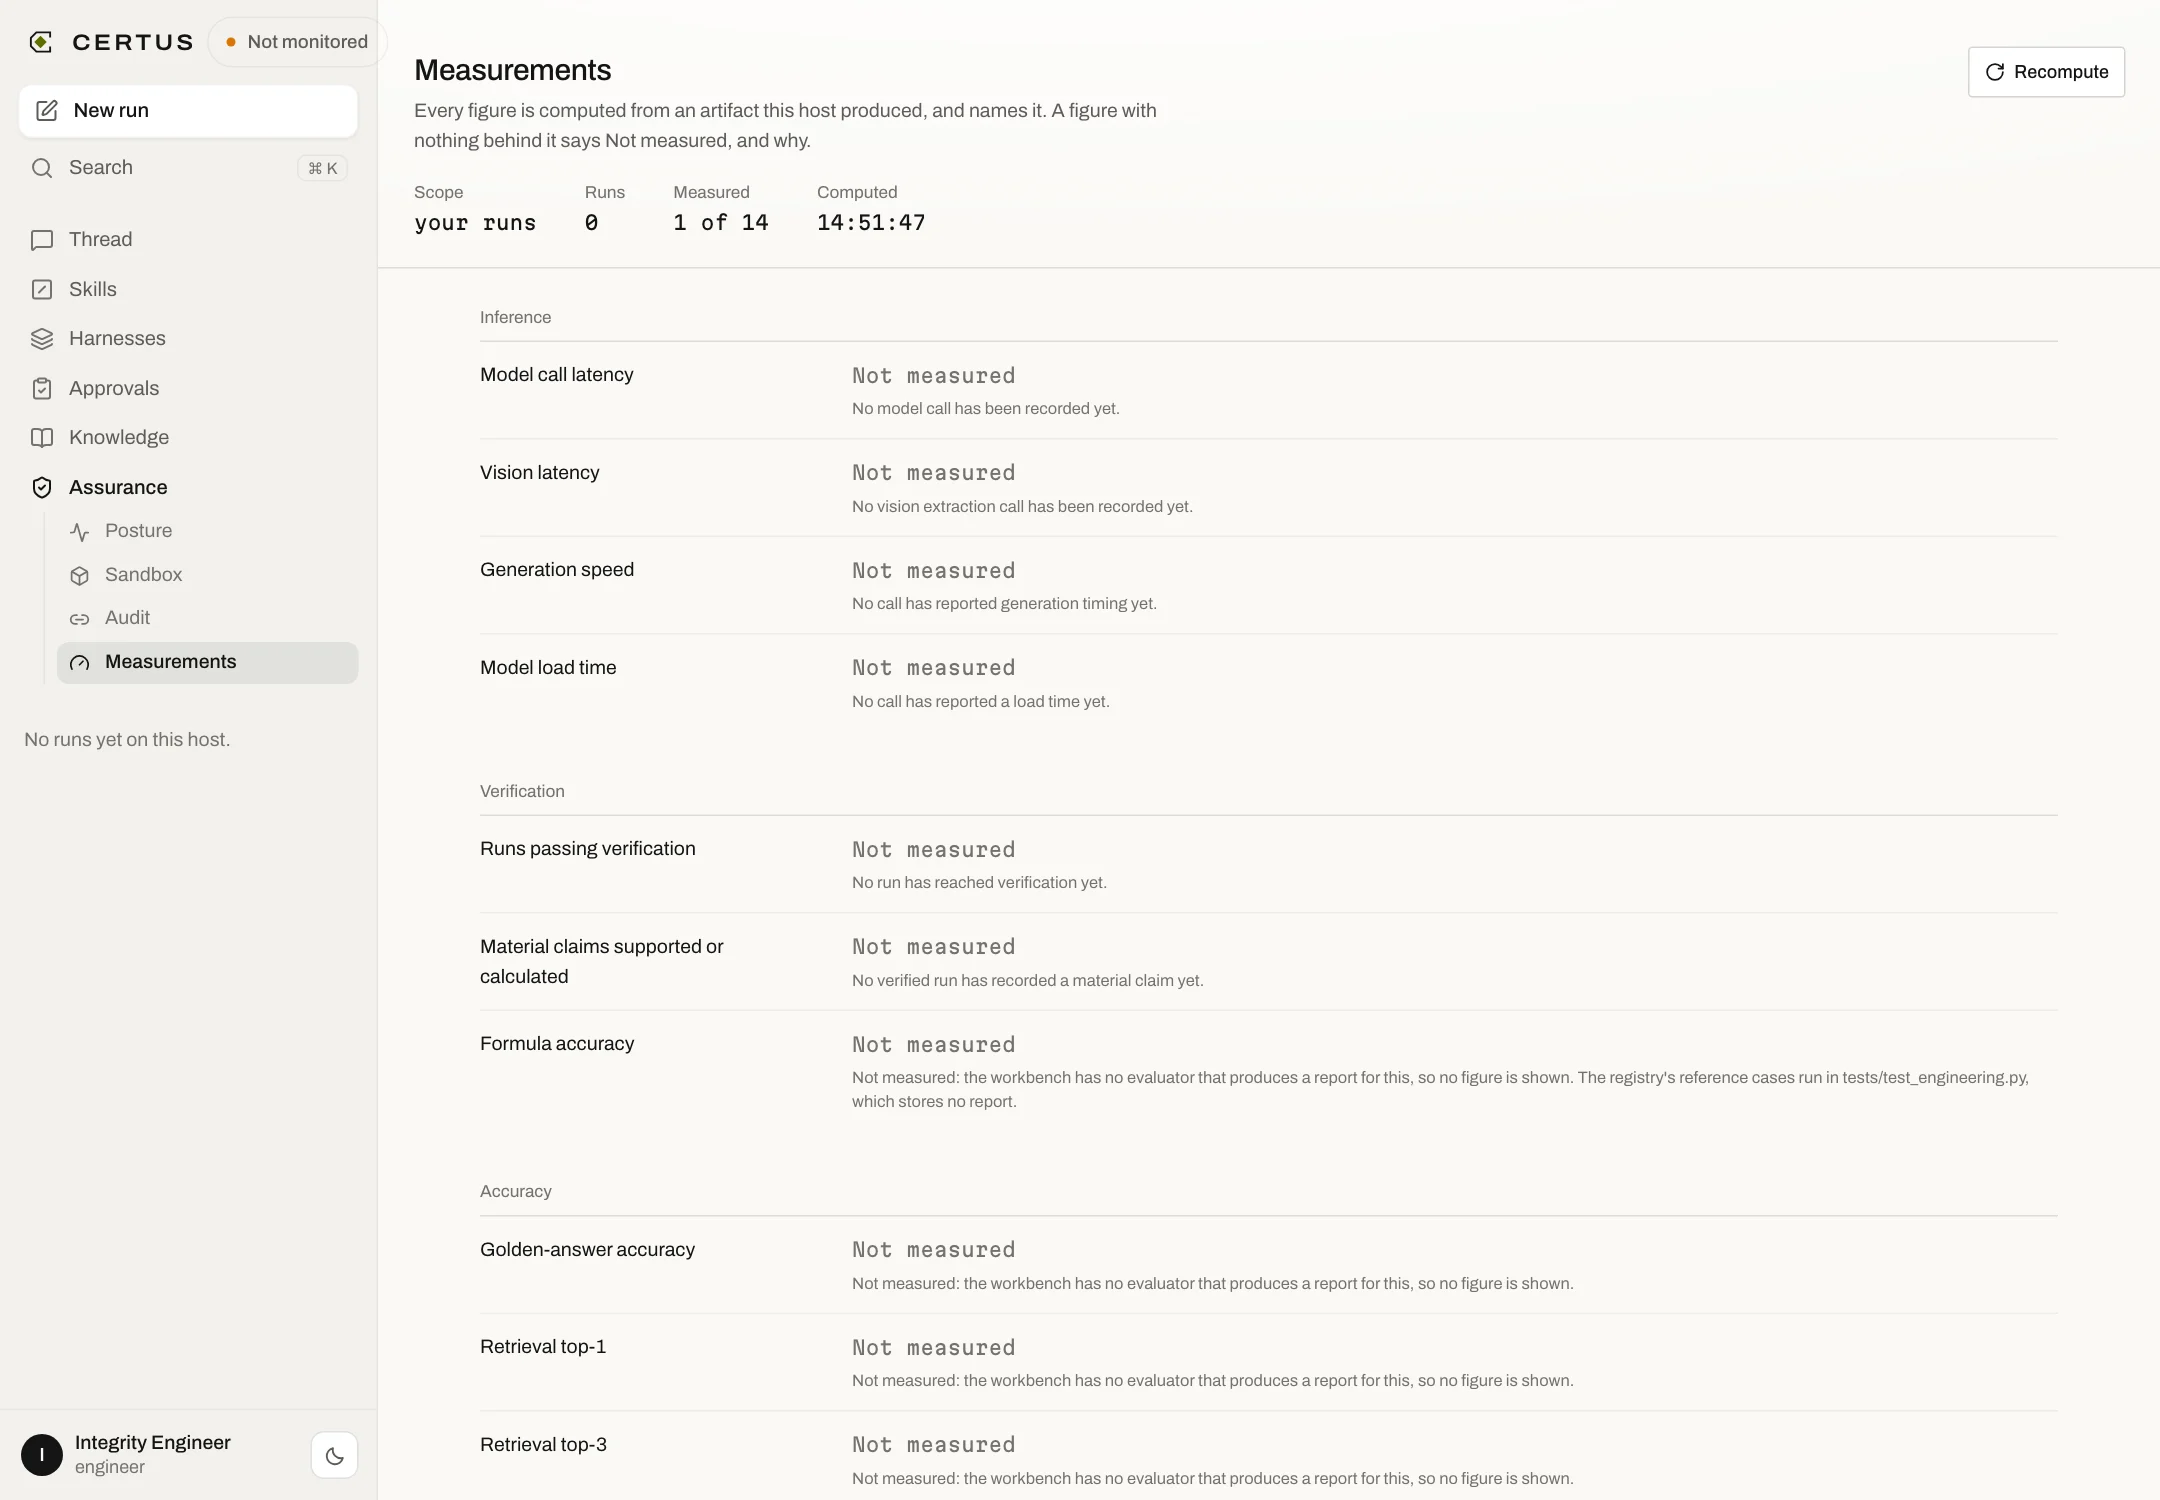 CERTUS
Not monitored
New run
Search
⌘ K
Thread
Skills
Harnesses
Approvals
Knowledge
Assurance
Posture
Sandbox
Audit
Measurements
No runs yet on this host.
I
Integrity Engineer
engineer
Measurements
Recompute
Every figure is computed from an artifact this host produced, and names it. A figure with
nothing behind it says Not measured, and why.
Scope Runs Measured Computed
your runs 0 1 of 14 14:51:47
Inference
Model call latency Not measured
No model call has been recorded yet.
Vision latency Not measured
No vision extraction call has been recorded yet.
Generation speed Not measured
No call has reported generation timing yet.
Model load time Not measured
No call has reported a load time yet.
Verification
Runs passing verification Not measured
No run has reached verification yet.
Material claims supported or Not measured
calculated No verified run has recorded a material claim yet.
Formula accuracy Not measured
Not measured: the workbench has no evaluator that produces a report for this, so no figure is shown. The registry's reference cases run in tests/test_engineering.py,
which stores no report.
Accuracy
Golden-answer accuracy Not measured
Not measured: the workbench has no evaluator that produces a report for this, so no figure is shown.
Retrieval top-1 Not measured
Not measured: the workbench has no evaluator that produces a report for this, so no figure is shown.
Retrieval top-3 Not measured
Not measured: the workbench has no evaluator that produces a report for this, so no figure is shown.